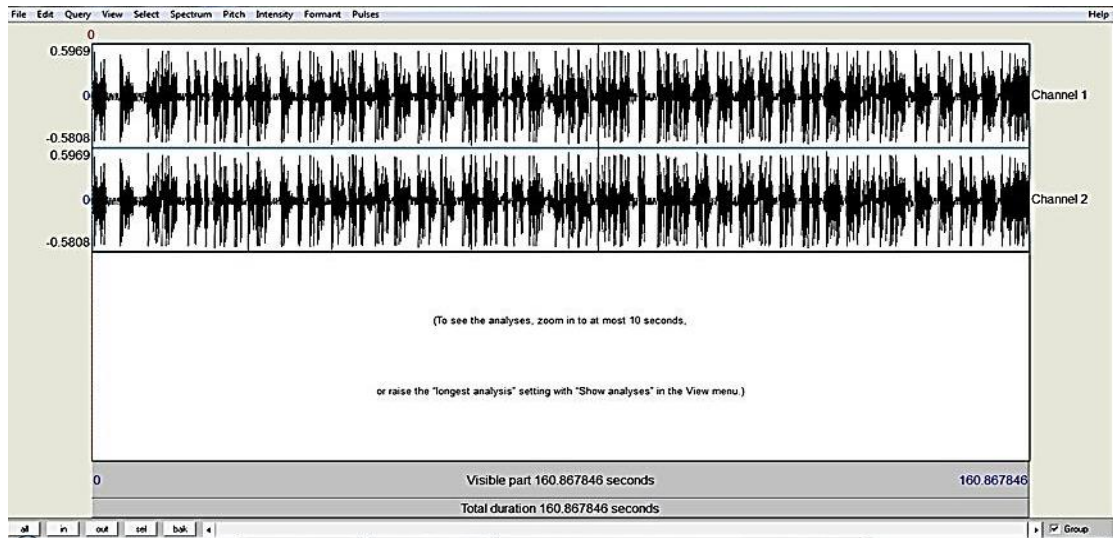 File Edit Query View Select Spectrum Pitch Intensity Formant Pulses Help
0
0.5969
0
Channel 1
-0.5808
0.5969
0
Channel 2
-0.5808
(To see the analyses, zoom in to at most 10 seconds,
or raise the "longest analysis" setting with "Show analyses" in the View menu.)
0 Visible part 160.867846 seconds 160.867846
Total duration 160.867846 seconds
all in out sel bak Group